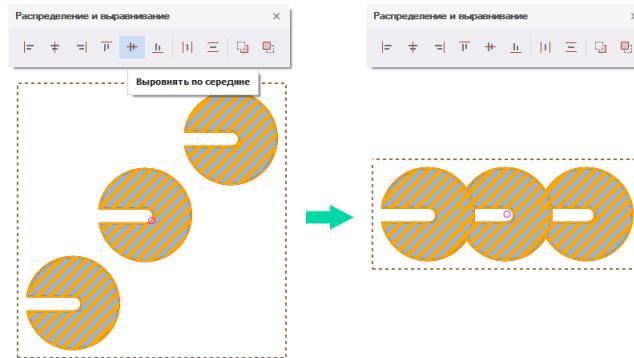 Распределение и выравнивание
Распределение и выравнивание
Выровнять по середине